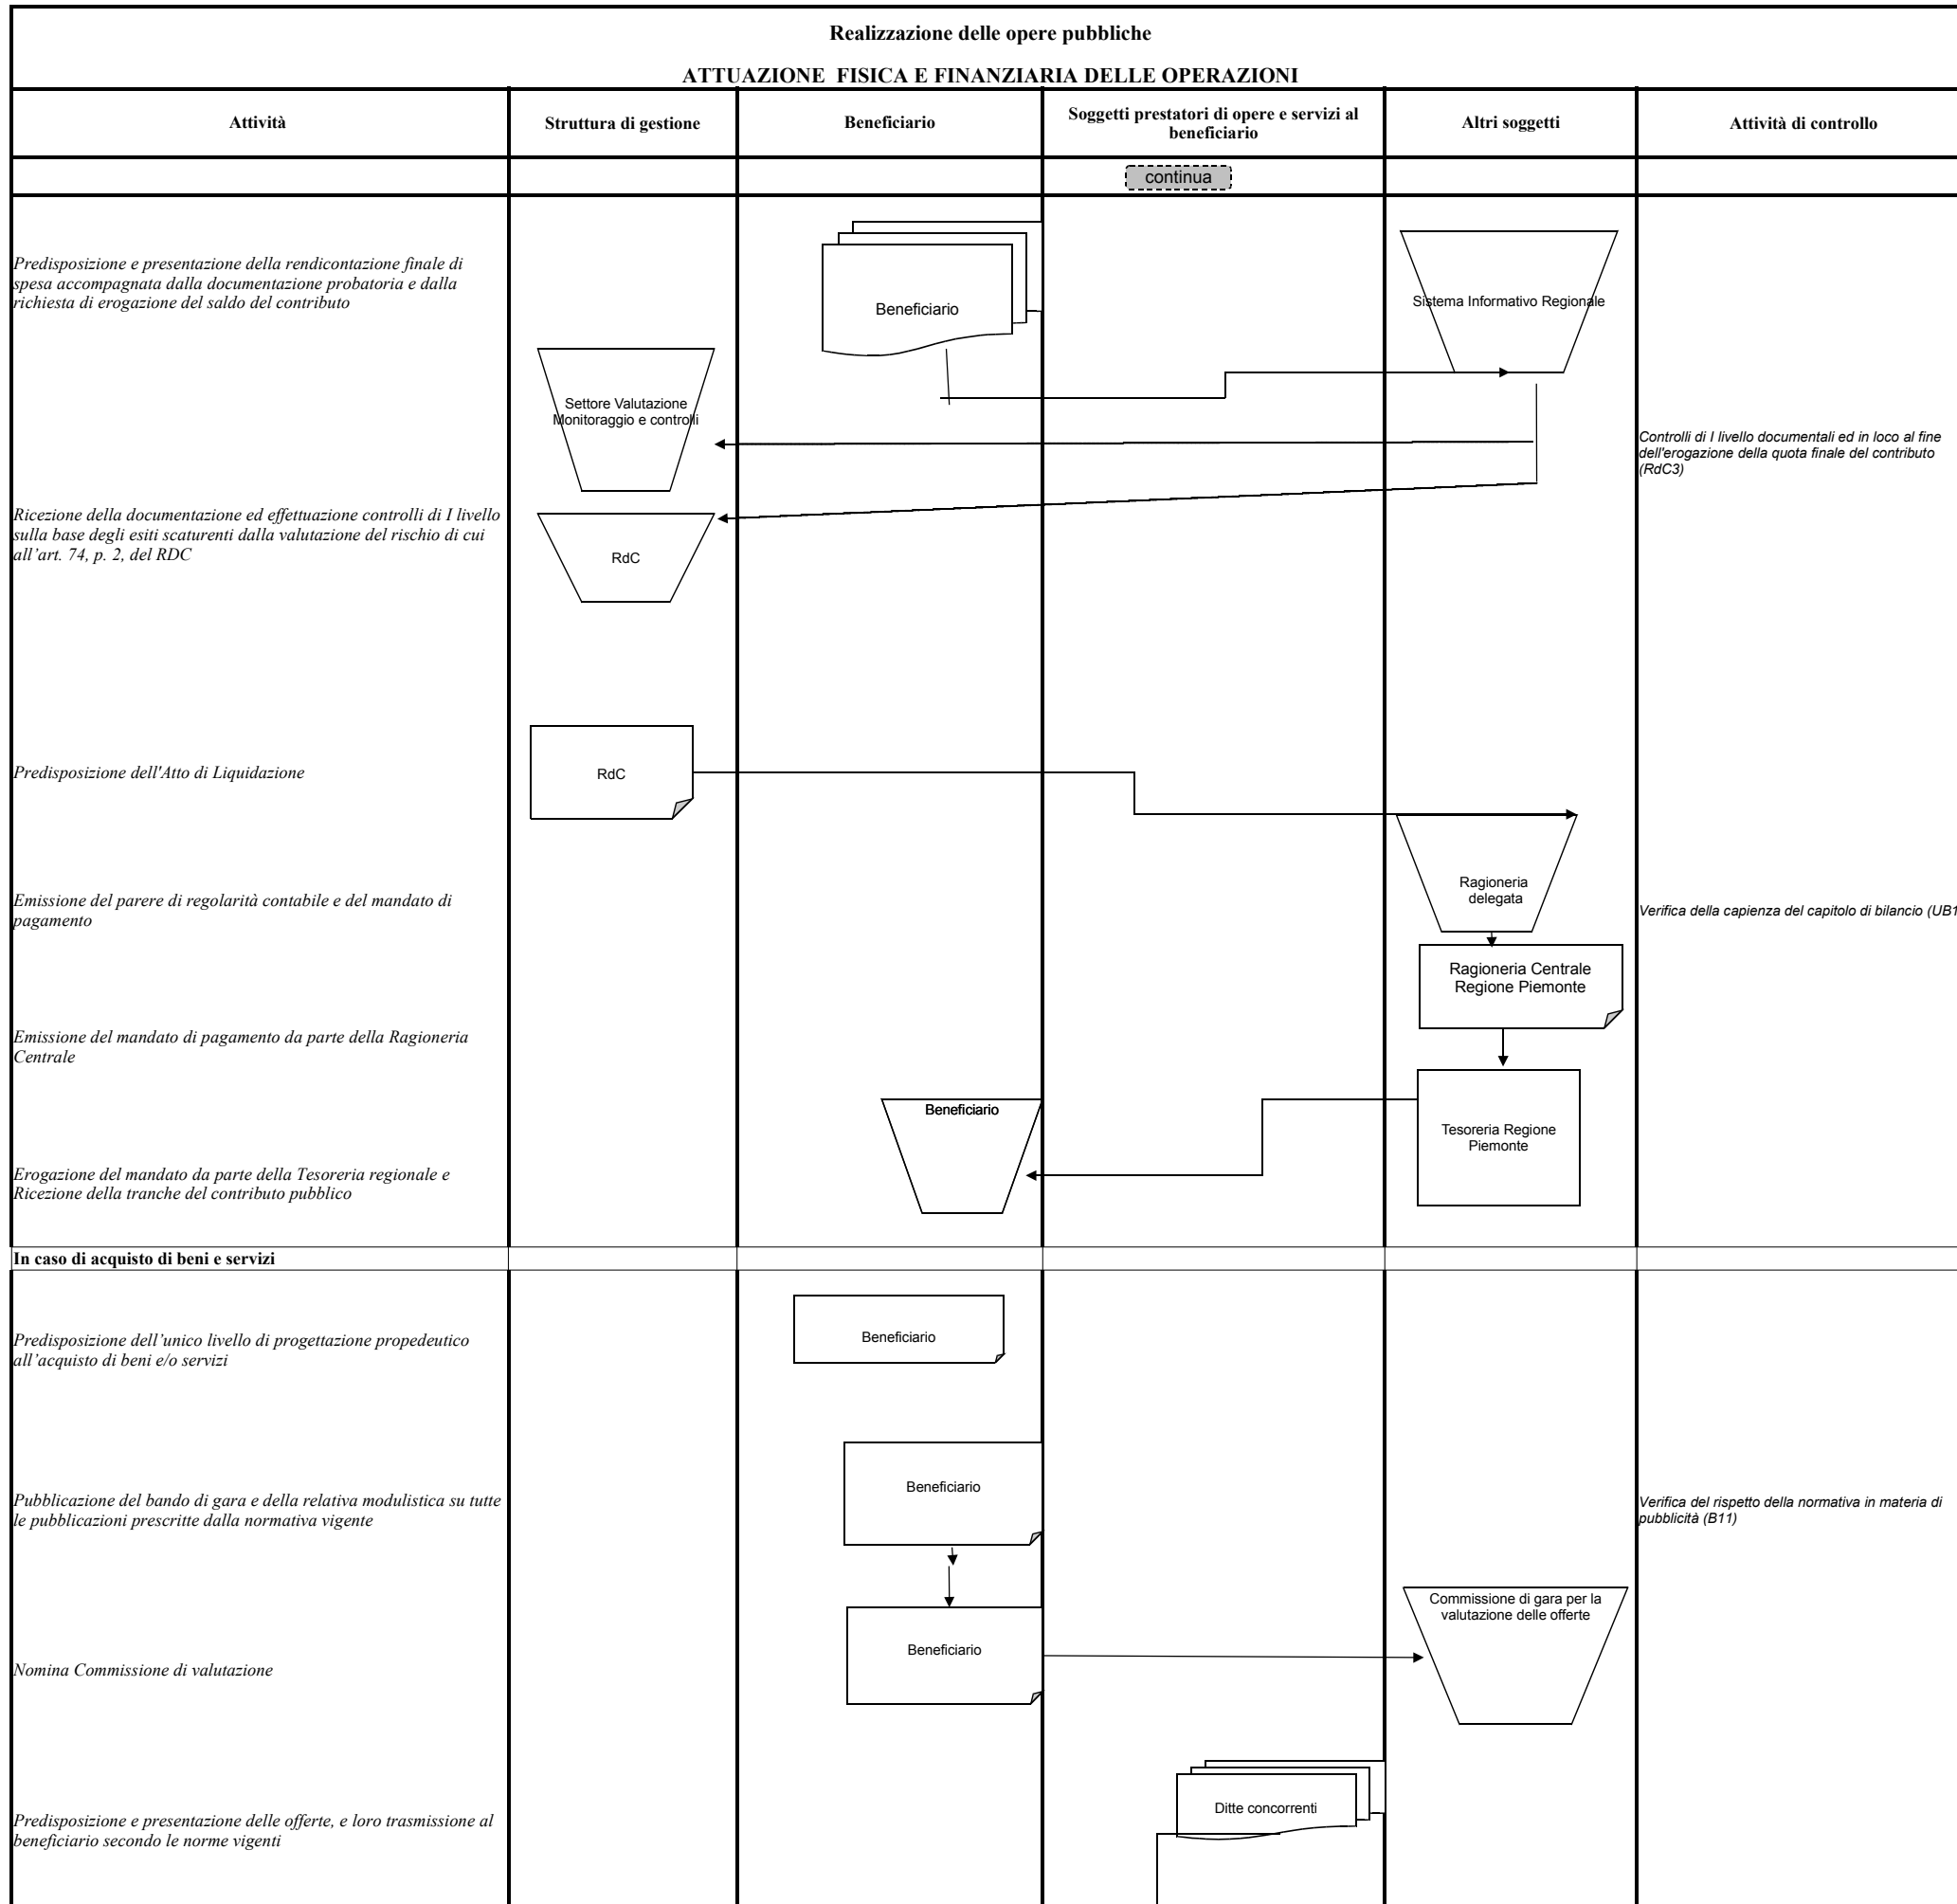 Realizzazione delle opere pubbliche
ATTUAZIONE FISICA E FINANZIARIA DELLE OPERAZIONI
Attività
Struttura di gestione
Beneficiario
Soggetti prestatori di opere e servizi al
beneficiario
Altri soggetti
Attività di controllo
continua
Predisposizione e presentazione della rendicontazione finale di
spesa accompagnata dalla documentazione probatoria e dalla
richiesta di erogazione del saldo del contributo
Beneficiario
Sistema Informativo Regionale
Settore Valutazione
Monitoraggio e controlli
Controlli di I livello documentali ed in loco al fine
dell'erogazione della quota finale del contributo
(RdC3)
Ricezione della documentazione ed effettuazione controlli di I livello
sulla base degli esiti scaturenti dalla valutazione del rischio di cui
all'art. 74, p. 2, del RDC
RdC
Predisposizione dell'Atto di Liquidazione
RdC
Emissione del parere di regolarità contabile e del mandato di
pagamento
Ragioneria
delegata
Verifica della capienza del capitolo di bilancio (UB1
Ragioneria Centrale
Regione Piemonte
Emissione del mandato di pagamento da parte della Ragioneria
Centrale
Beneficiario
Tesoreria Regione
Piemonte
Erogazione del mandato da parte della Tesoreria regionale e
Ricezione della tranche del contributo pubblico
In caso di acquisto di beni e servizi
Predisposizione dell'unico livello di progettazione propedeutico
all'acquisto di beni e/o servizi
Beneficiario
Pubblicazione del bando di gara e della relativa modulistica su tutte
le pubblicazioni prescritte dalla normativa vigente
Beneficiario
Verifica del rispetto della normativa in materia di
pubblicità (B11)
Nomina Commissione di valutazione
Beneficiario
Commissione di gara per la
valutazione delle offerte
Predisposizione e presentazione delle offerte, e loro trasmissione al
beneficiario secondo le norme vigenti
Ditte concorrenti